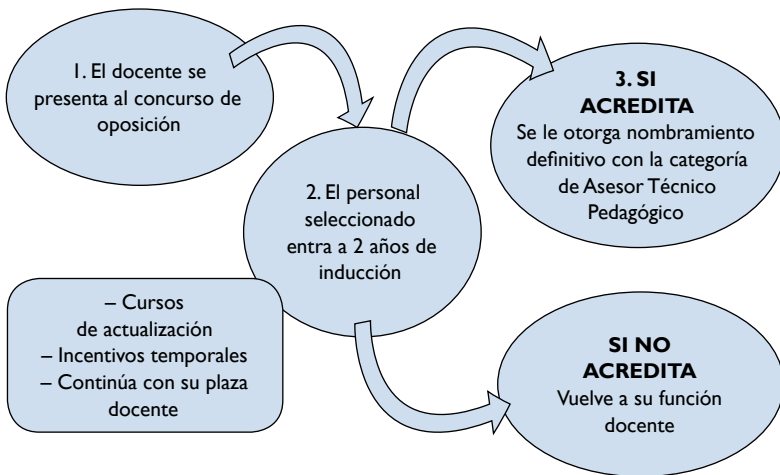 1. El docente se
presenta al concurso de
oposición
2. El personal
seleccionado
entra a 2 años de
inducción
– Cursos
de actualización
– Incentivos temporales
– Continúa con su plaza
docente
3. SI
ACREDITA
Se le otorga nombramiento
definitivo con la categoría
de Asesor Técnico
Pedagógico
SI NO
ACREDITA
Vuelve a su función
docente